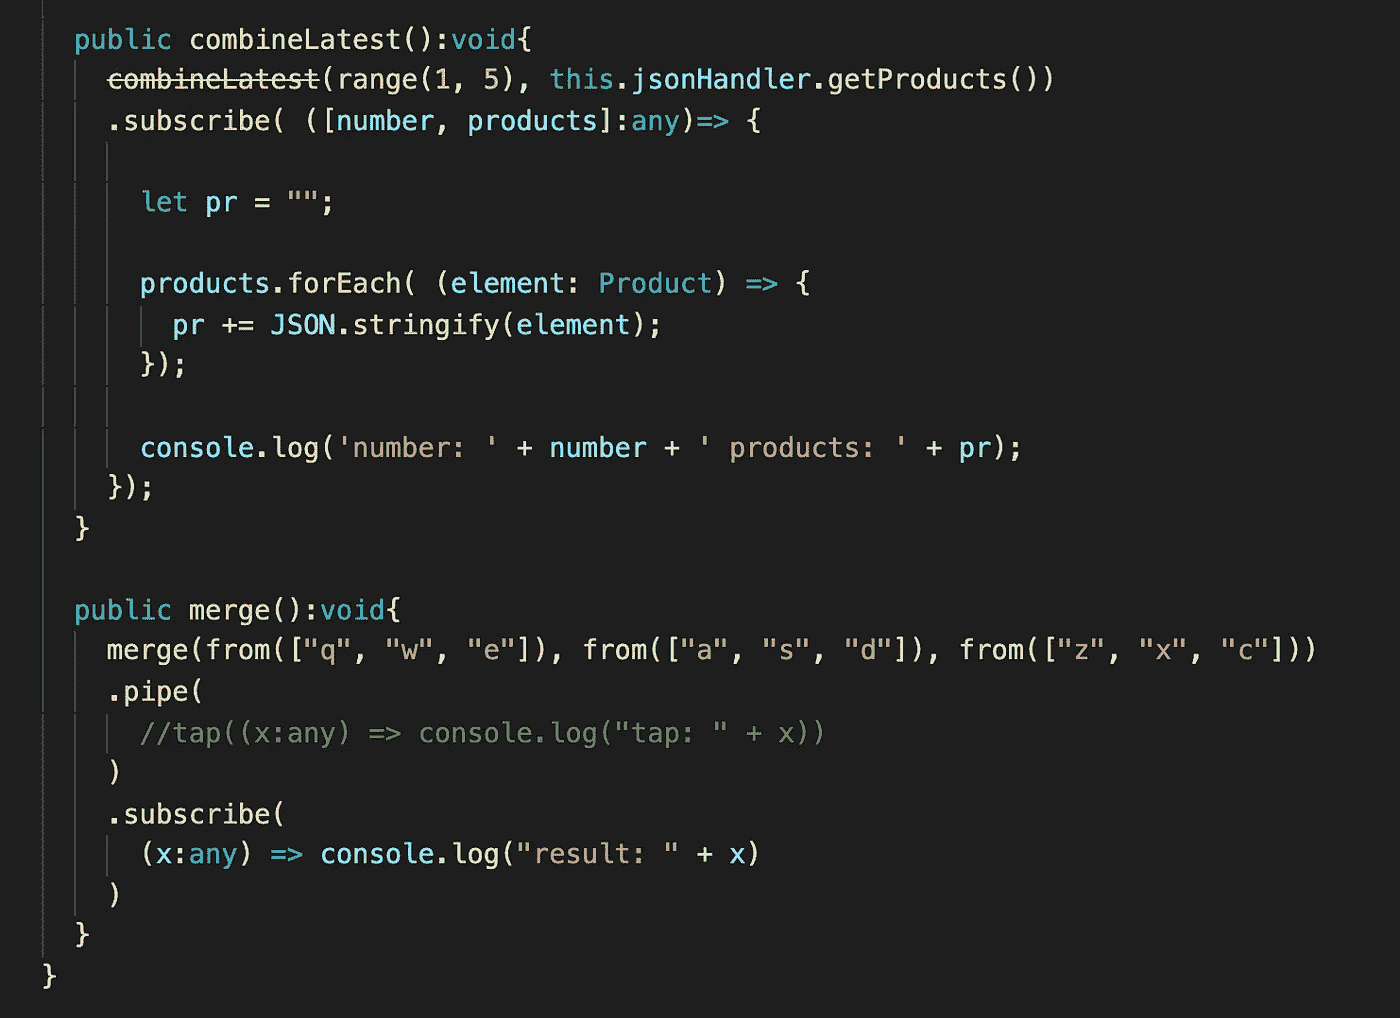 public combineLatest():void{
combineLatest(range(1, 5), this.jsonHandler.getProducts())
.subscribe( ([number, products]:any)=> {
let pr = "";
products.forEach( (element: Product) => {
pr += JSON.stringify(element);
});
console.log('number: ' + number + ' products: ' + pr);
});
}
public merge():void{
merge(from(["q", "w", "e"]), from(["a", "s", "d"]), from(["z", "x", "c"]))
.pipe(
//tap((x:any) => console.log("tap: " + x))
)
.subscribe(
(x:any) => console.log("result: " + x)
)
}
}